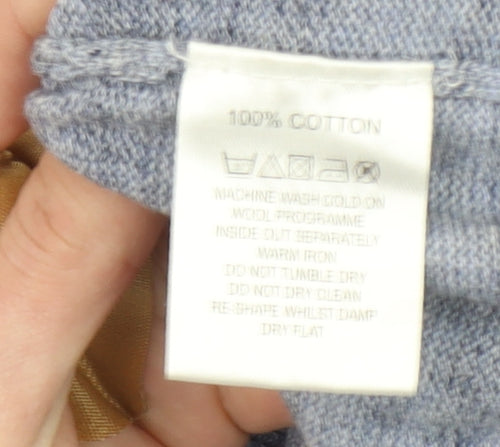 100% COTTON
MACHINE WASH COLD ON
WOOL PROGRAMME
INSIDE OUT SEPARATELY
WARM IRON
DO NOT TUMBLE DRY
DO NOT DRY CLEAN
RE-SHAPE WHILST DAMP
DRY FLAT